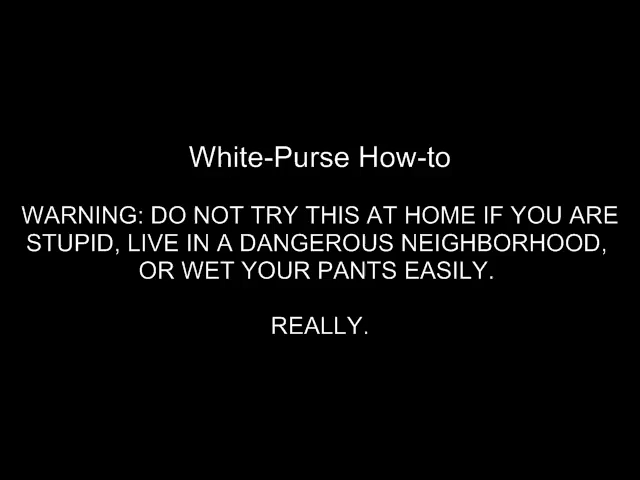 White-Purse How-to
WARNING: DO NOT TRY THIS AT HOME IF YOU ARE
STUPID, LIVE IN A DANGEROUS NEIGHBORHOOD,
OR WET YOUR PANTS EASILY.
REALLY.